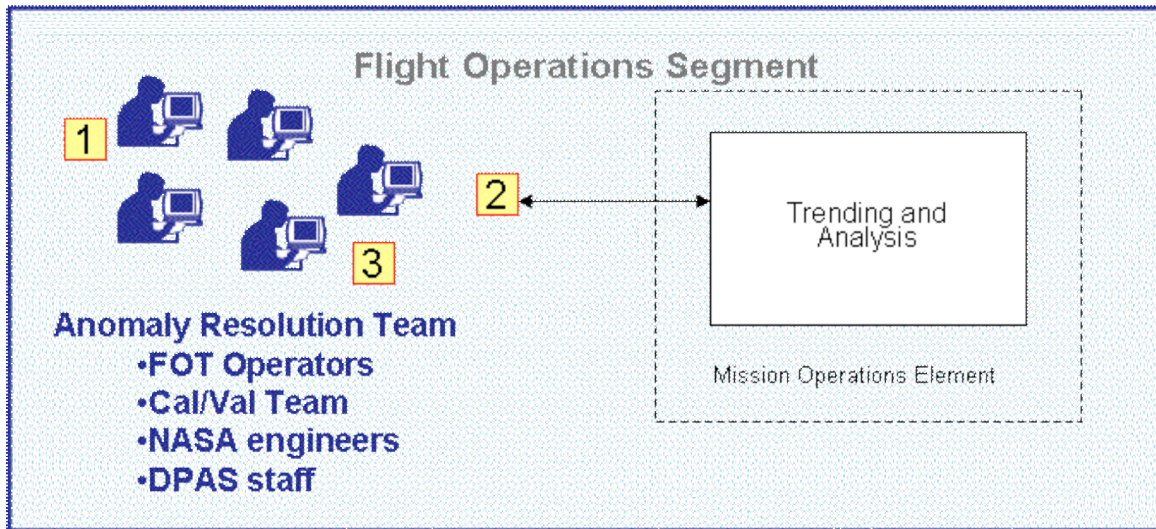 Flight Operations Segment
1
2
3
Trending and
Analysis
Mission Operations Element
Anomaly Resolution Team
•FOT Operators
•Cal/Val Team
•NASA engineers
•DPAS staff